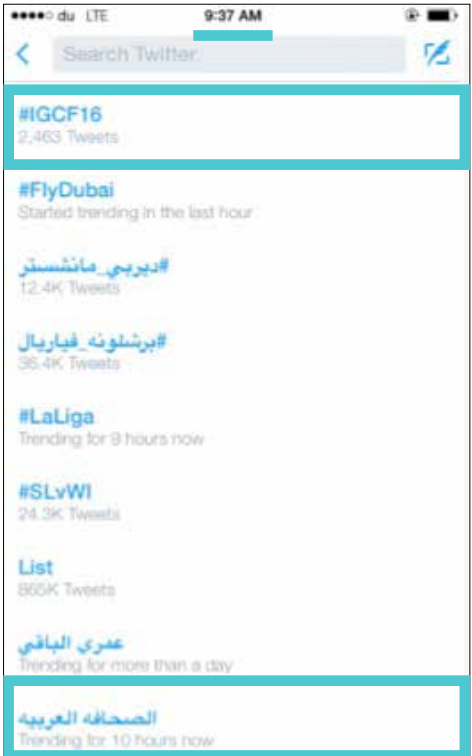 du LTE 9:37 AM
Search Twitter
#IGCF16
2,463 Tweets
#FlyDubai
Started trending in the last hour
#ديربي_مانشستر
12.4K Tweets
#برشلونه_فياريال
36.4K Tweets
#LaLiga
Trending for 9 hours now
#SLvWI
24.3K Tweets
List
865K Tweets
عمري الباقي
Trending for more than a day
الصحافه العربيه
Trending for 10 hours now